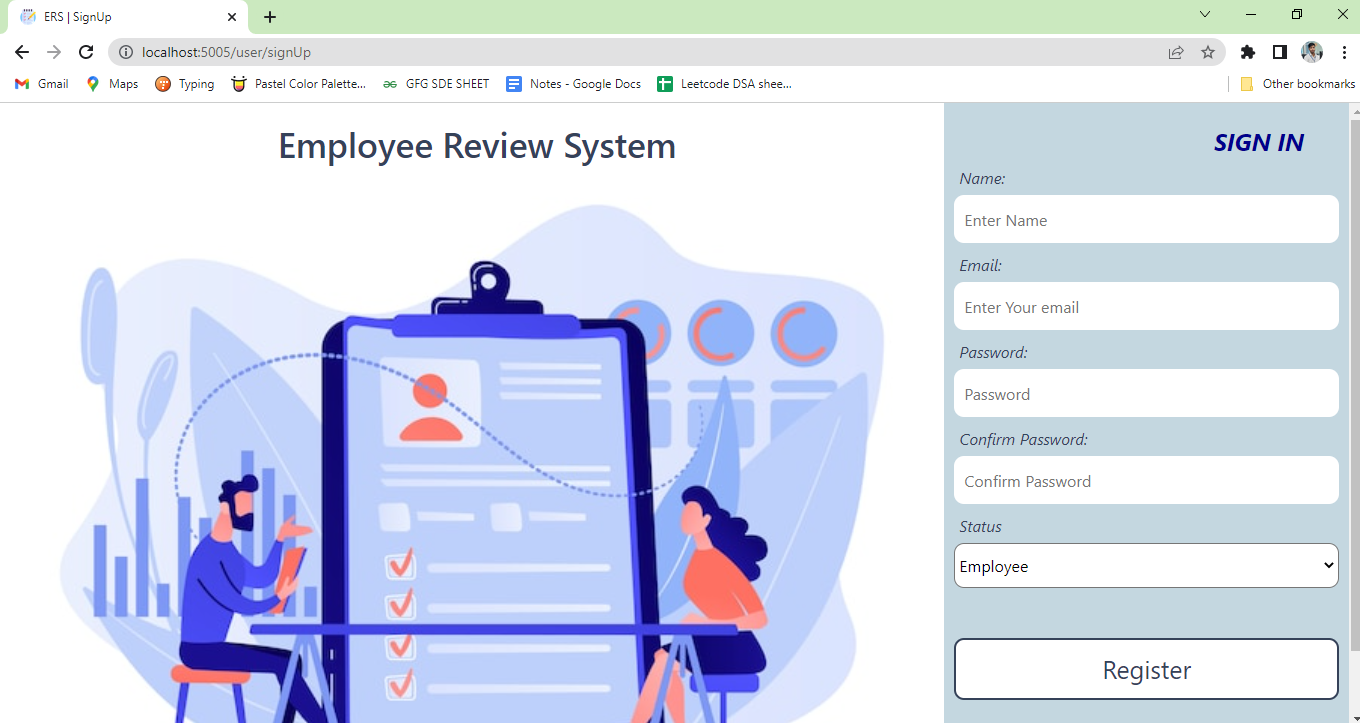 ERS | SignUp
localhost:5005/user/signUp
Gmail Maps Typing Pastel Color Palette... GFG SDE SHEET Notes - Google Docs Leetcode DSA shee... Other bookmarks
Employee Review System
SIGN IN
Name:
Enter Name
Email:
Enter Your email
Password:
Password
Confirm Password:
Confirm Password
Status
Employee
Register